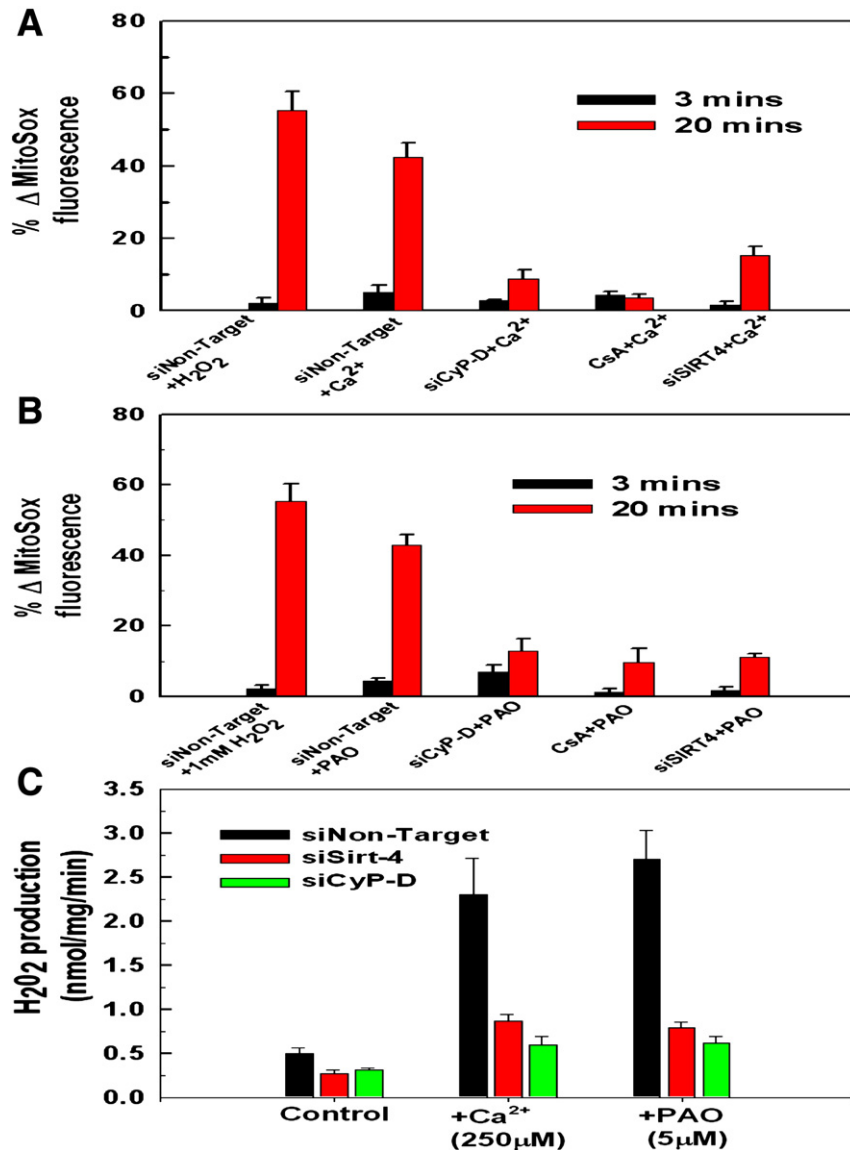 A
% Δ MitoSox
fluorescence
80
60
40
20
0
3 mins
20 mins
siNon-Target
+H2O2
siNon-Target
+Ca2+
siCyP-D+Ca2+
CsA+Ca2+
siSIRT4+Ca2+
B
% Δ MitoSox
fluorescence
80
60
40
20
0
3 mins
20 mins
siNon-Target
+1mM H2O2
siNon-Target
+PAO
siCyP-D+PAO
CsA+PAO
siSIRT4+PAO
C
H2O2 production
(nmol/mg/min)
3.5
3.0
2.5
2.0
1.5
1.0
0.5
0.0
siNon-Target
siSirt-4
siCyP-D
Control
+Ca2+
(250µM)
+PAO
(5µM)